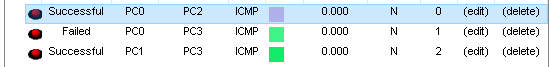 Successful PC0 PC2 ICMP 0.000 N 0 (edit) (delete)
Failed PC0 PC3 ICMP 0.000 N 1 (edit) (delete)
Successful PC1 PC3 ICMP 0.000 N 2 (edit) (delete)